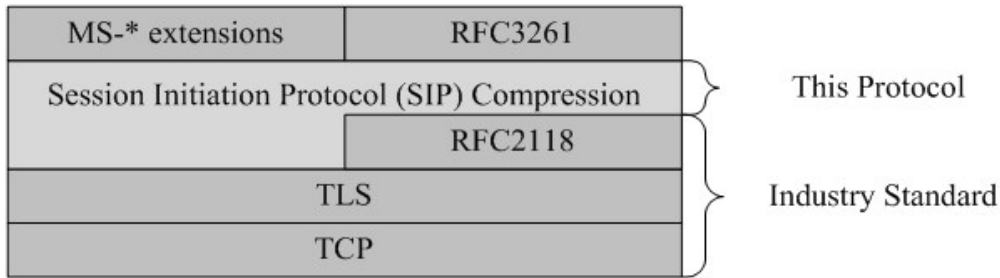 MS-* extensions
RFC3261
Session Initiation Protocol (SIP) Compression
This Protocol
RFC2118
TLS
Industry Standard
TCP